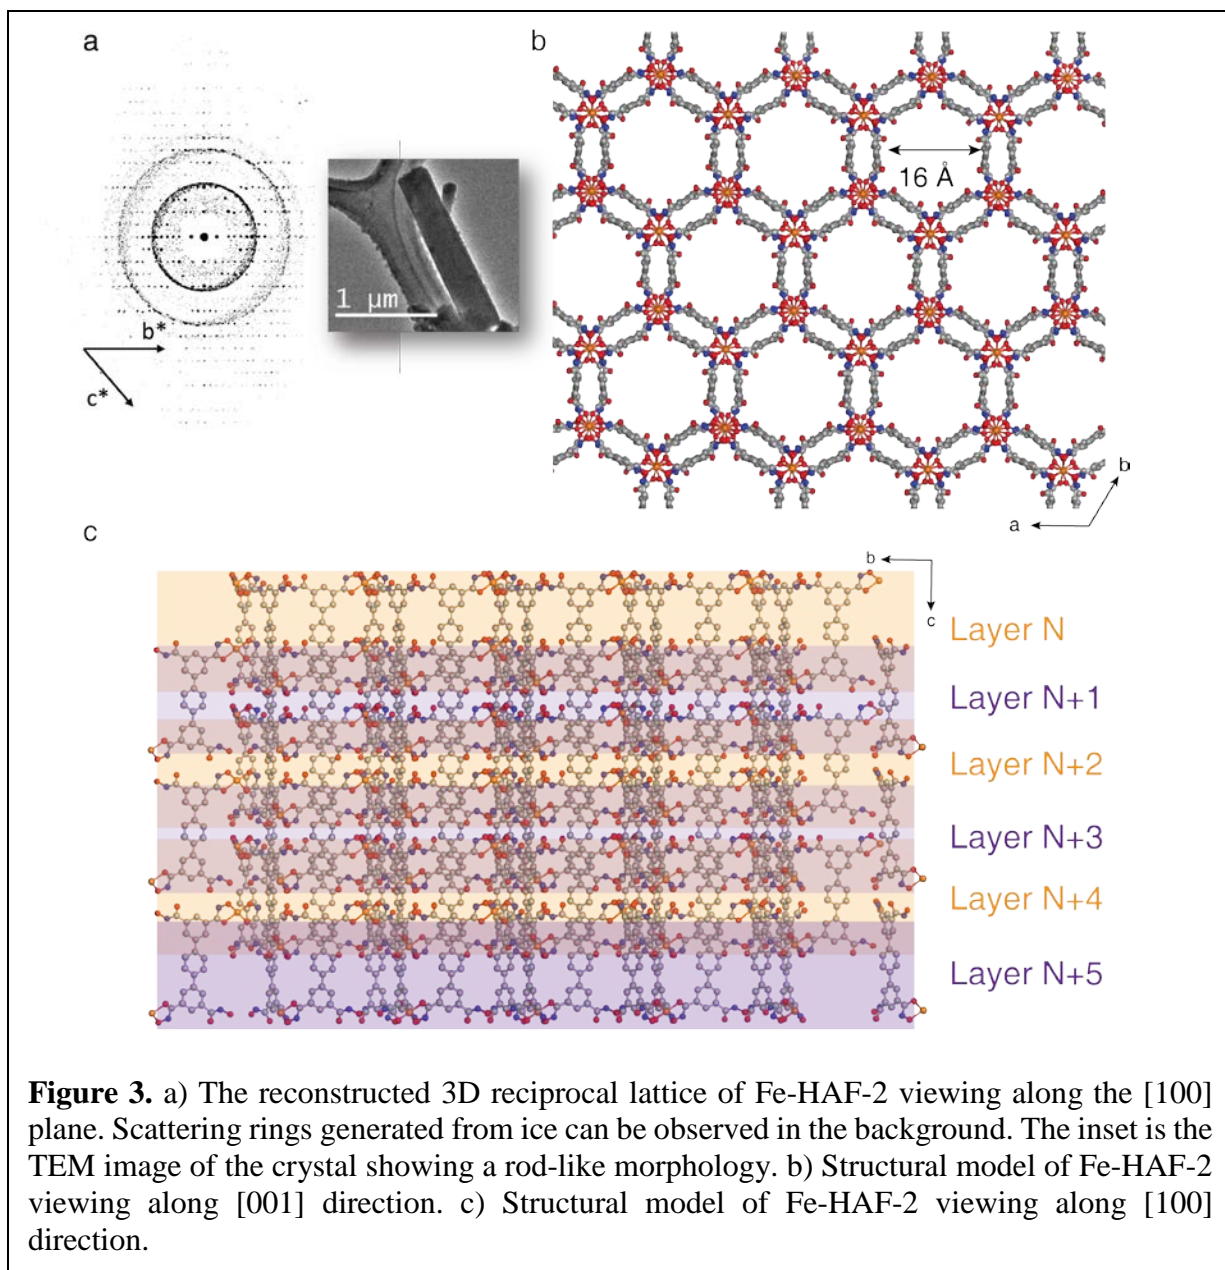 a
b*
c*
1 μm
b
16 Å
b
a
c
b
c
Layer N
Layer N+1
Layer N+2
Layer N+3
Layer N+4
Layer N+5
Figure 3. a) The reconstructed 3D reciprocal lattice of Fe-HAF-2 viewing along the [100]
plane. Scattering rings generated from ice can be observed in the background. The inset is the
TEM image of the crystal showing a rod-like morphology. b) Structural model of Fe-HAF-2
viewing along [001] direction. c) Structural model of Fe-HAF-2 viewing along [100]
direction.